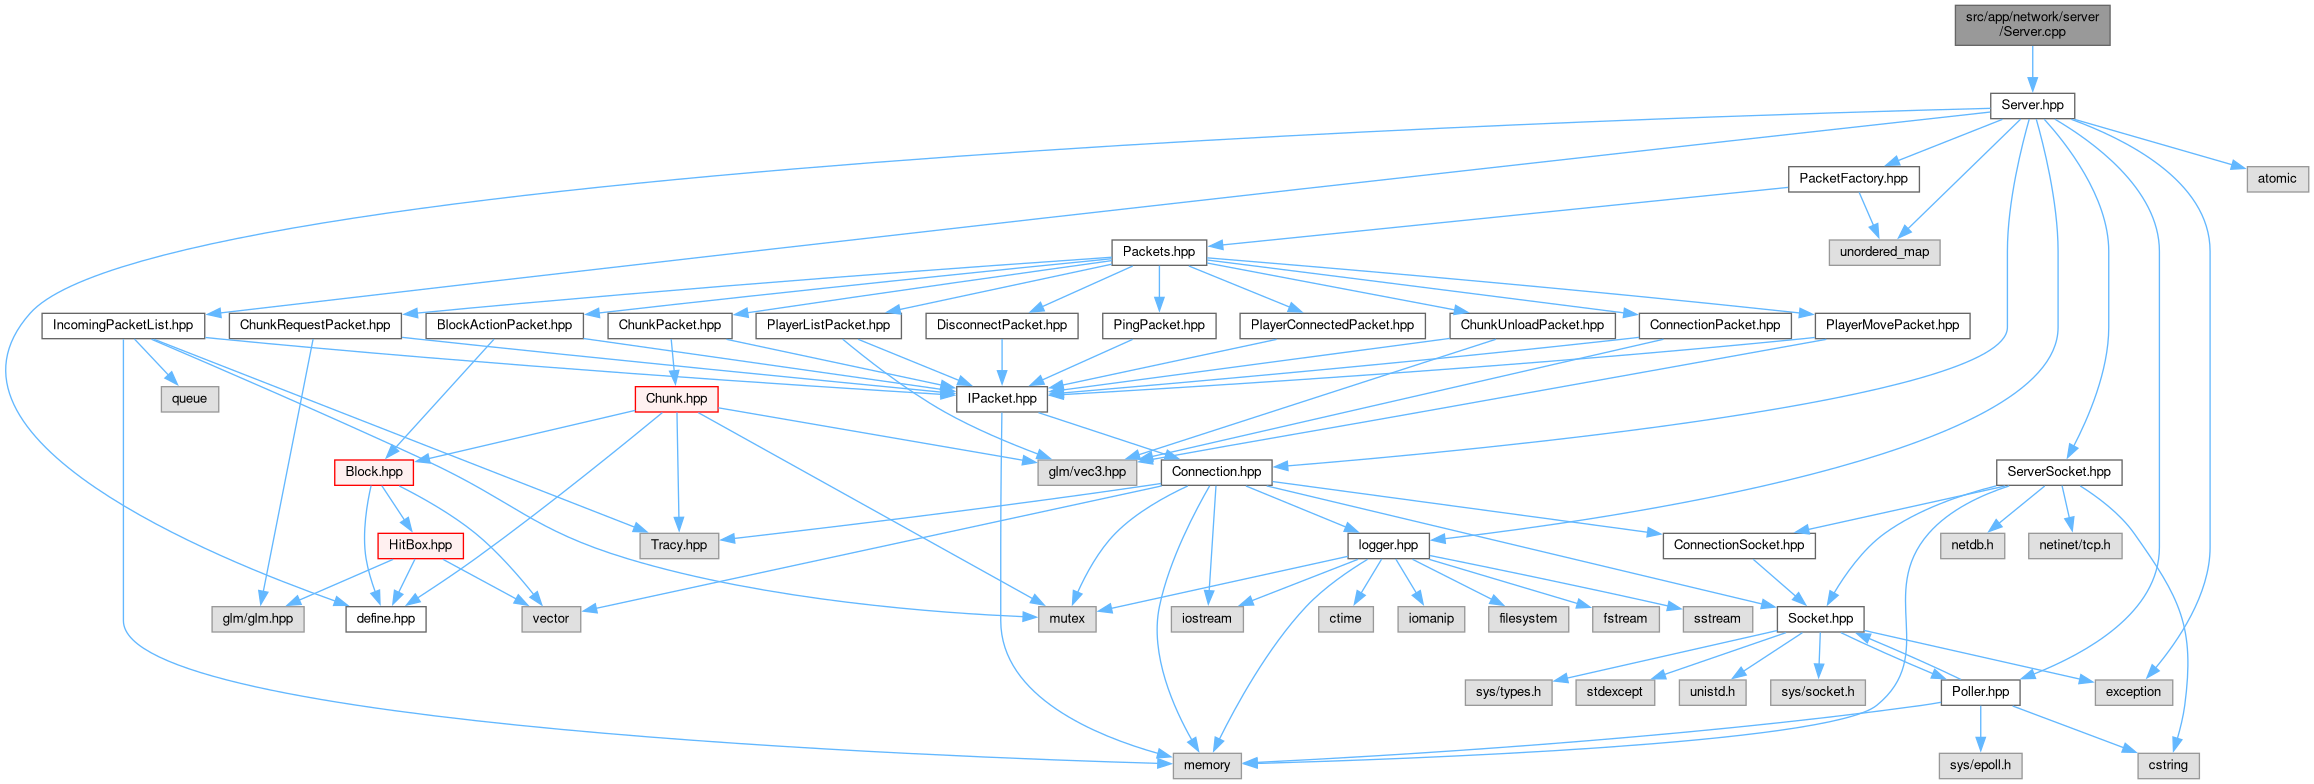 src/app/network/server
/Server.cpp
Server.hpp
PacketFactory.hpp
atomic
Packets.hpp
unordered_map
IncomingPacketList.hpp
ChunkRequestPacket.hpp
BlockActionPacket.hpp
ChunkPacket.hpp
PlayerListPacket.hpp
DisconnectPacket.hpp
PingPacket.hpp
PlayerConnectedPacket.hpp
ChunkUnloadPacket.hpp
ConnectionPacket.hpp
PlayerMovePacket.hpp
queue
Chunk.hpp
IPacket.hpp
Block.hpp
glm/vec3.hpp
Connection.hpp
ServerSocket.hpp
HitBox.hpp
Tracy.hpp
logger.hpp
ConnectionSocket.hpp
netdb.h
netinet/tcp.h
glm/glm.hpp
define.hpp
vector
mutex
iostream
ctime
iomanip
filesystem
fstream
sstream
Socket.hpp
sys/types.h
stdexcept
unistd.h
sys/socket.h
Poller.hpp
exception
memory
sys/epoll.h
cstring